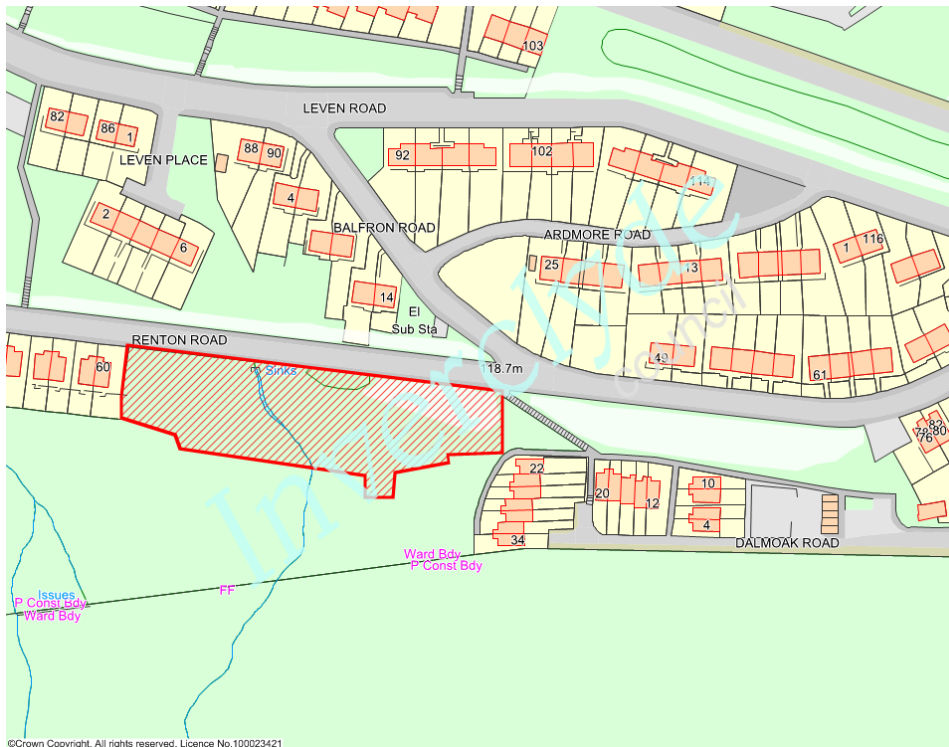 103
LEVEN ROAD
82
86
1
LEVEN PLACE
88
90
92
102
114
4
2
6
BALFRON ROAD
ARDMORE ROAD
25
13
1
116
14
El
Sub Sta
RENTON ROAD
118.7m
49
61
60
Sinks
Inverclyde
council
82
78
80
76
22
20
12
10
4
34
DALMOAK ROAD
Ward Bdy
P Const Bdy
FF
Issues
P Const Bdy
Ward Bdy
©Crown Copyright. All rights reserved. Licence No.100023421